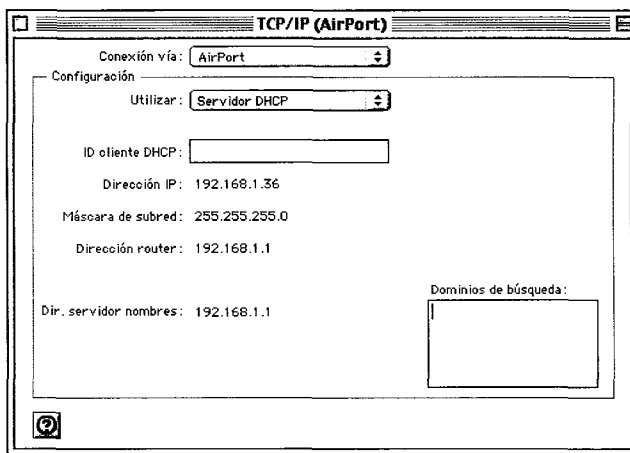 TCP/IP (AirPort)
Conexión vía: AirPort
Configuración
Utilizar: Servidor DHCP
ID cliente DHCP:
Dirección IP: 192.168.1.36
Máscara de subred: 255.255.255.0
Dirección router: 192.168.1.1
Dominios de búsqueda:
Dir. servidor nombres: 192.168.1.1
?